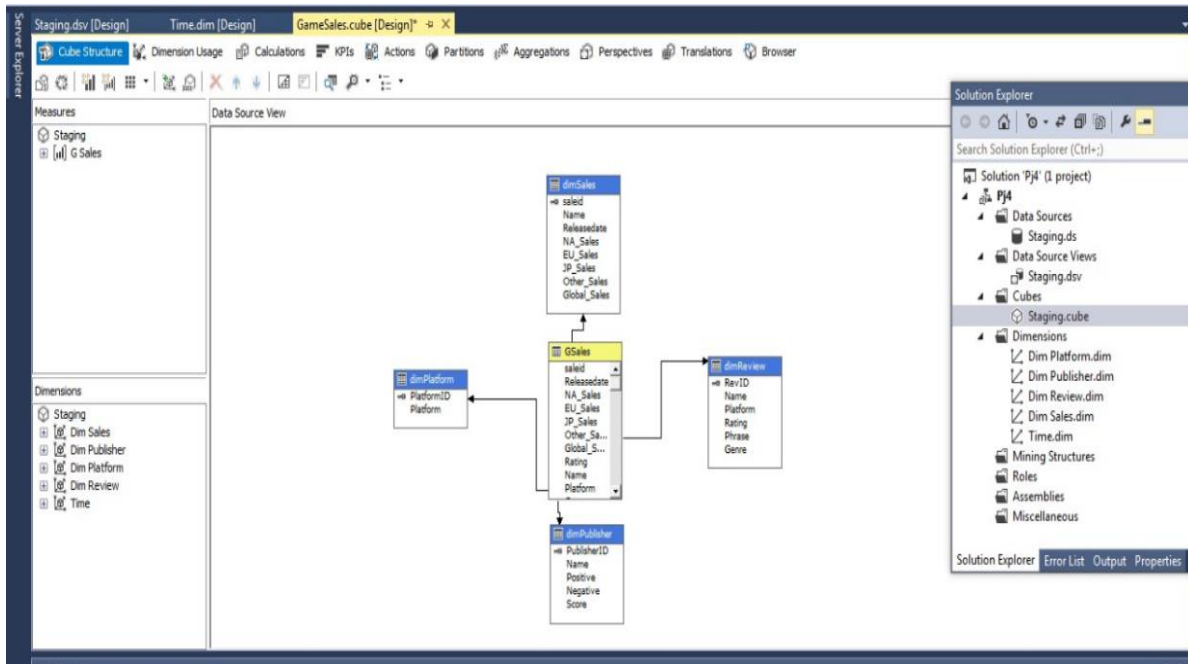 Server Explorer
Staging.dsv [Design] Time.dim [Design] GameSales.cube [Design]* X
Cube Structure Dimension Usage Calculations KPIs Actions Partitions Aggregations Perspectives Translations Browser
Measures
Staging
G Sales
Dimensions
Staging
Dim Sales
Dim Publisher
Dim Platform
Dim Review
Time
Data Source View
dimSales
saleid
Name
Releasedate
NA_Sales
EU_Sales
JP_Sales
Other_Sales
Global_Sales
dimPlatform
PlatformID
Platform
GSales
saleid
Releasedate
NA_Sales
EU_Sales
JP_Sales
Other_Sa...
Global_S...
Rating
Name
Platform
dimReview
RevID
Name
Platform
Rating
Phrase
Genre
dimPublisher
PublisherID
Name
Positive
Negative
Score
Solution Explorer
Search Solution Explorer (Ctrl+;)
Solution 'Pj4' (1 project)
Pj4
Data Sources
Staging.ds
Data Source Views
Staging.dsv
Cubes
Staging.cube
Dimensions
Dim Platform.dim
Dim Publisher.dim
Dim Review.dim
Dim Sales.dim
Time.dim
Mining Structures
Roles
Assemblies
Miscellaneous
Solution Explorer Error List Output Properties